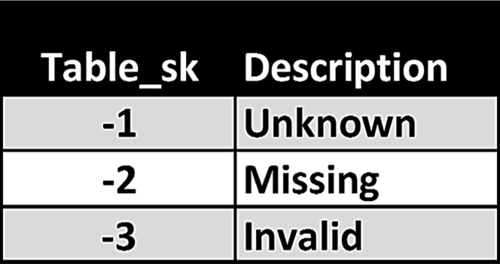 Table_sk Description
-1 Unknown
-2 Missing
-3 Invalid